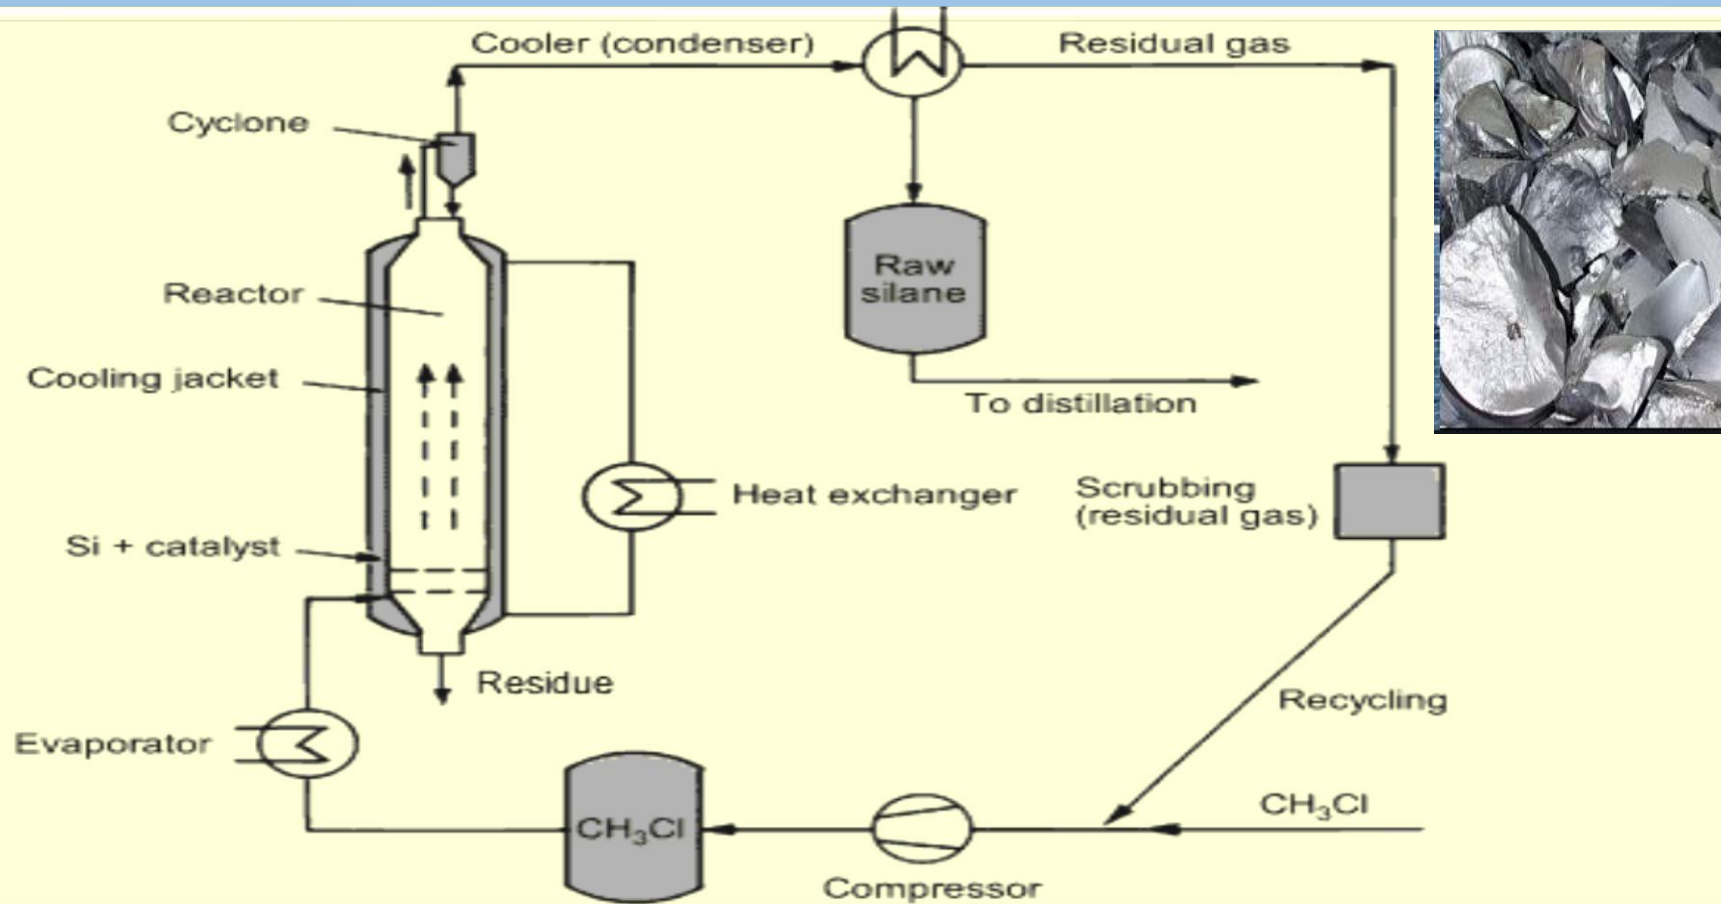 Cooler (condenser)
Residual gas
Cyclone
Raw
silane
Reactor
Cooling jacket
To distillation
Heat exchanger
Scrubbing
(residual gas)
Si + catalyst
Residue
Recycling
Evaporator
CH₃Cl
CH₃Cl
Compressor